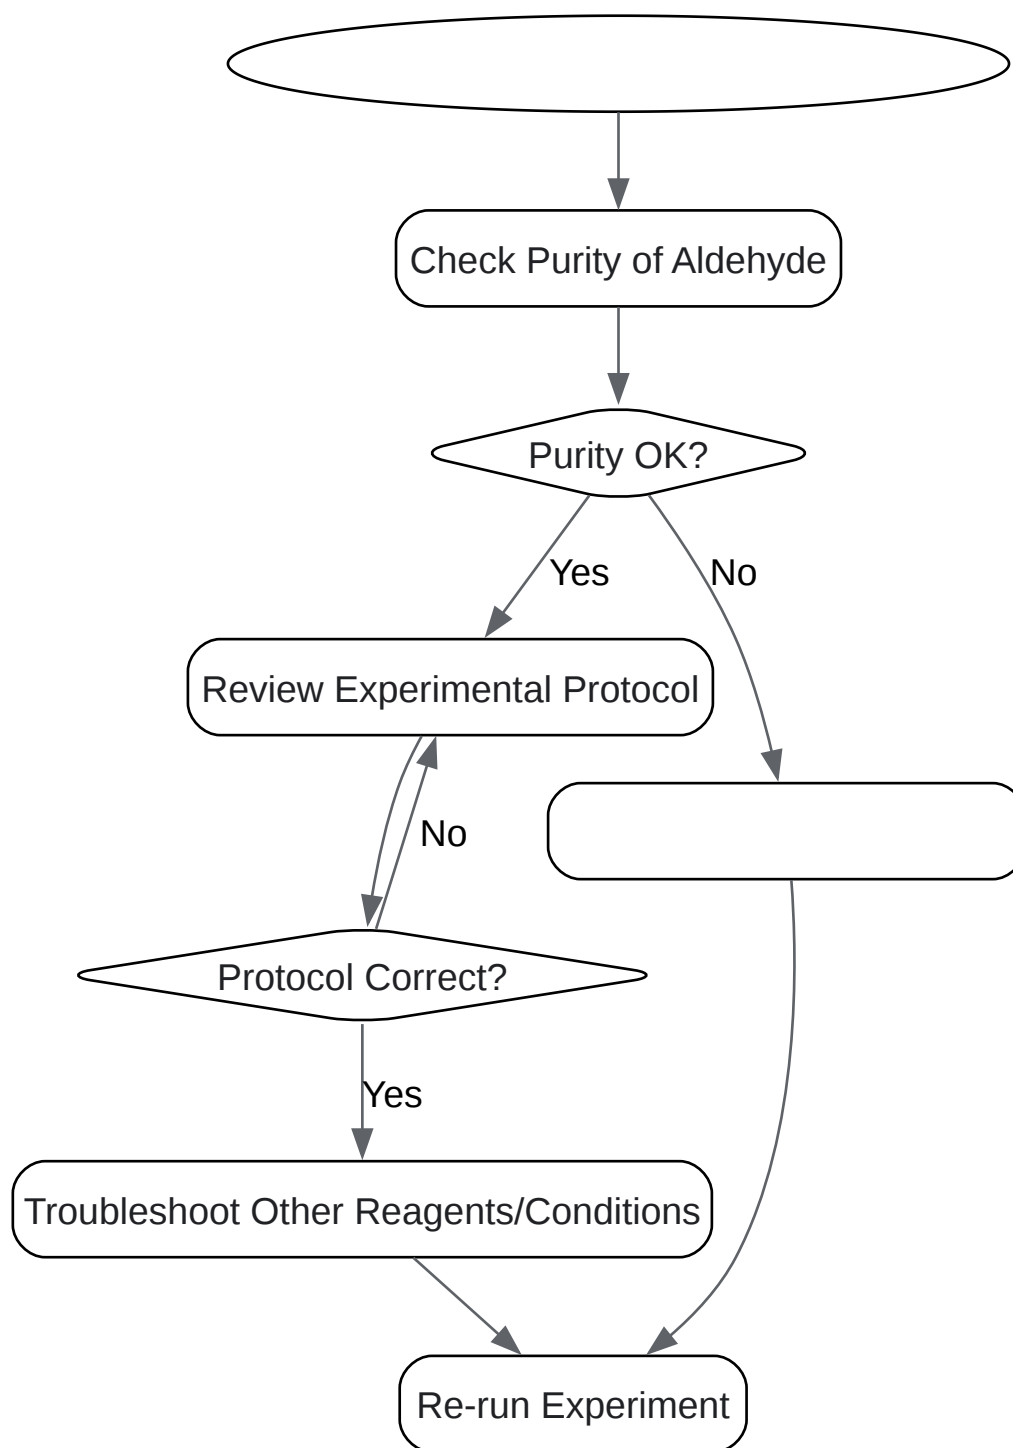 Check Purity of Aldehyde
Purity OK?
Yes
No
Review Experimental Protocol
No
Protocol Correct?
Yes
Troubleshoot Other Reagents/Conditions
Re-run Experiment